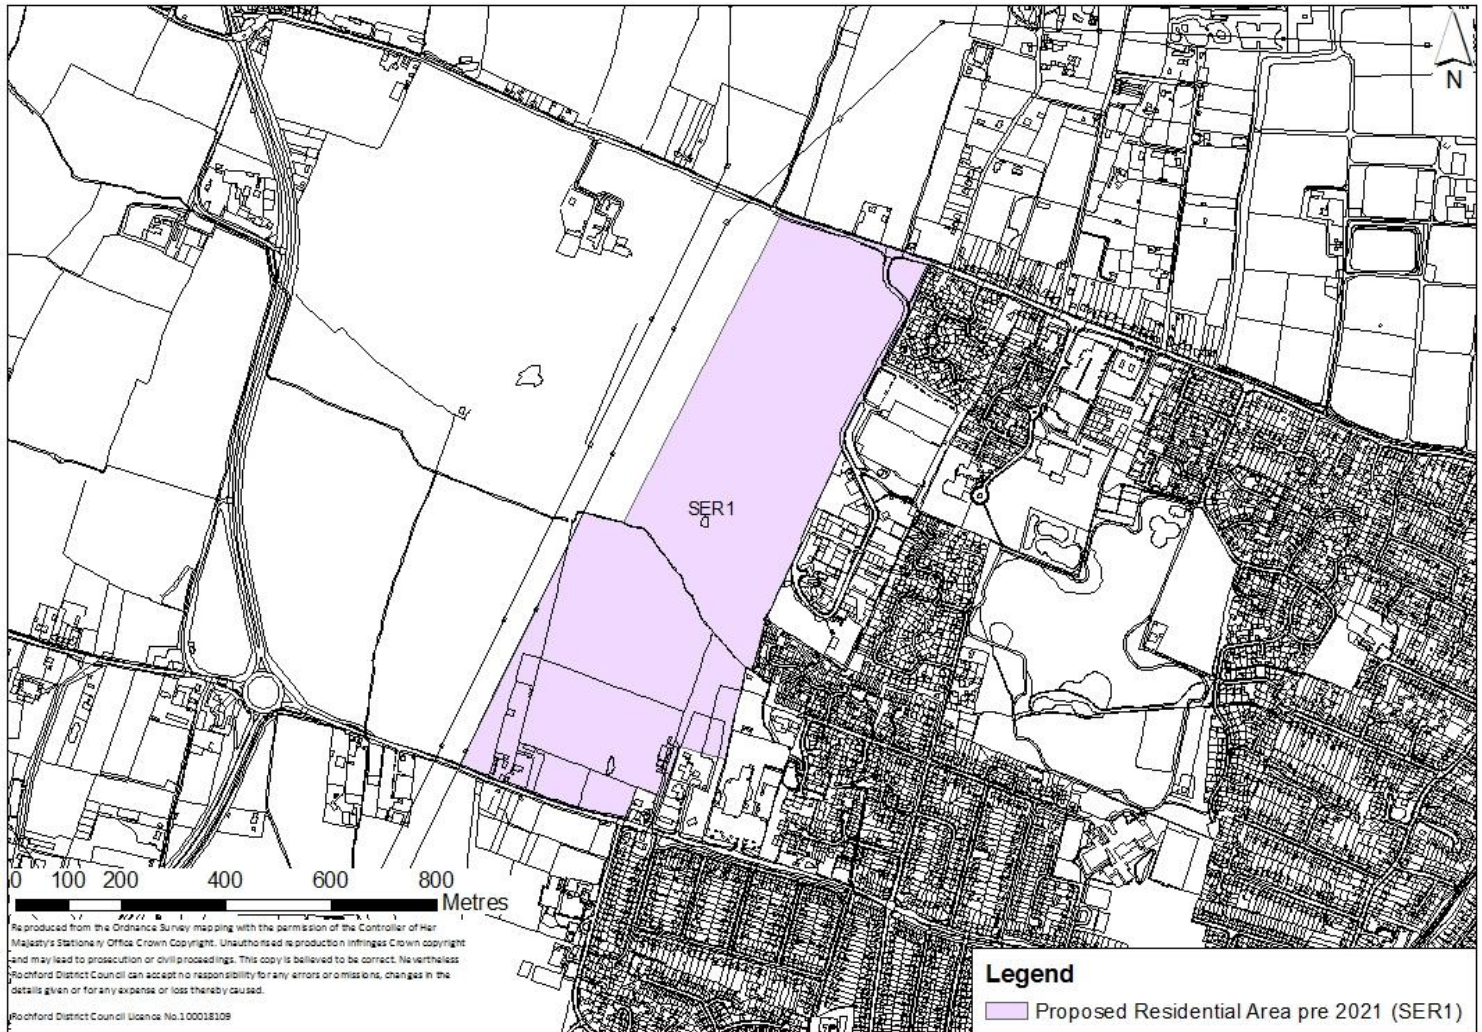 N
SER1
0 100 200 400 600 800
Metres
Reproduced from the Ordnance Survey mapping with the permission of the Controller of Her
Majesty's Stationery Office Crown Copyright. Unauthorised reproduction infringes Crown copyright
and may lead to prosecution or civil proceedings. This copy is believed to be correct. Nevertheless
Rochford District Council can accept no responsibility for any errors or omissions, changes in the
details given or for any expense or loss thereby caused.
Rochford District Council Licence No.100018109
Legend
Proposed Residential Area pre 2021 (SER1)